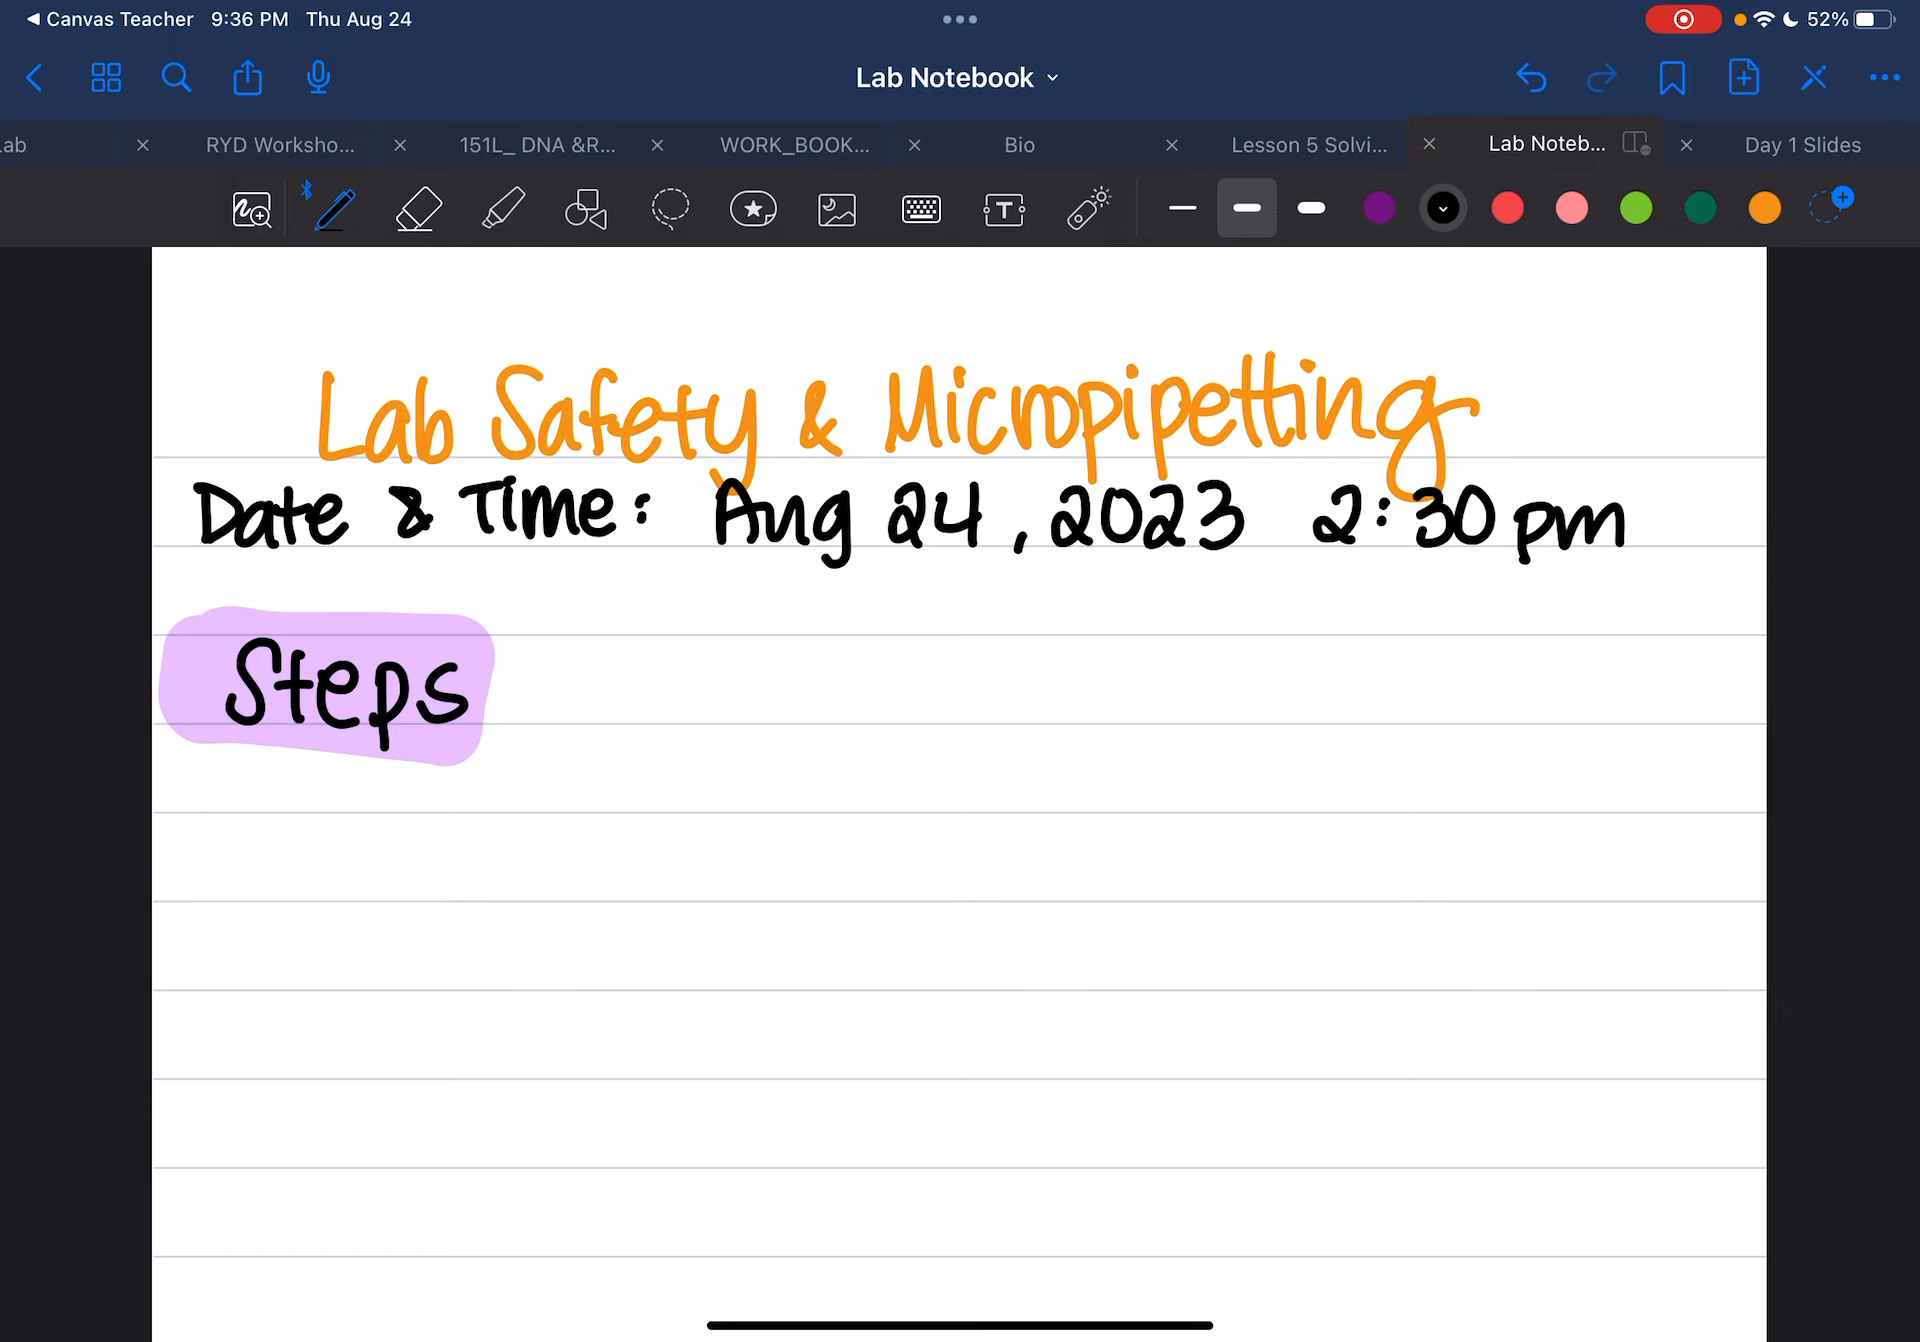 ◀ Canvas Teacher 9:36 PM Thu Aug 24 52%
Lab Notebook
ab RYD Worksho... 151L_ DNA &R... WORK_BOOK... Bio Lesson 5 Solvi... Lab Noteb... Day 1 Slides
Lab Safety & Micropipetting
Date & Time: Aug 24, 2023 2:30 pm
Steps